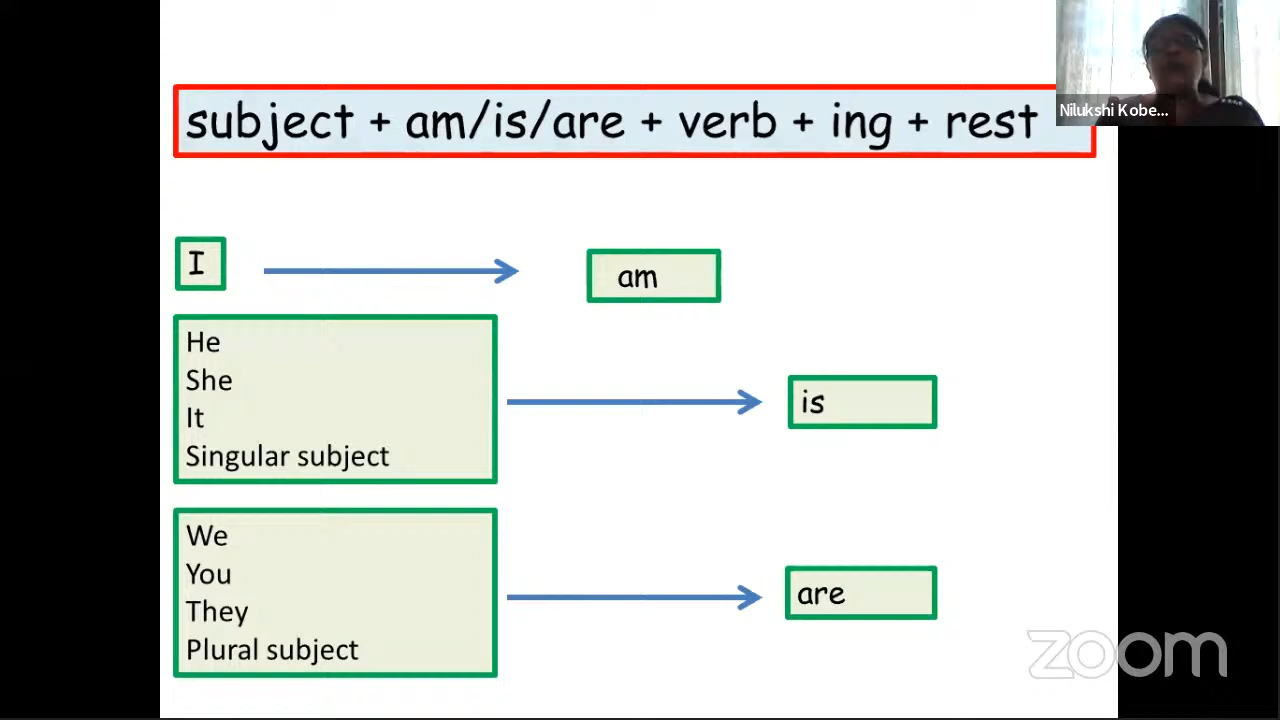 subject + am/is/are + verb + ing + rest
Nilukshi Kobe...
I
am
He
She
It
Singular subject
is
We
You
They
Plural subject
are
zoom